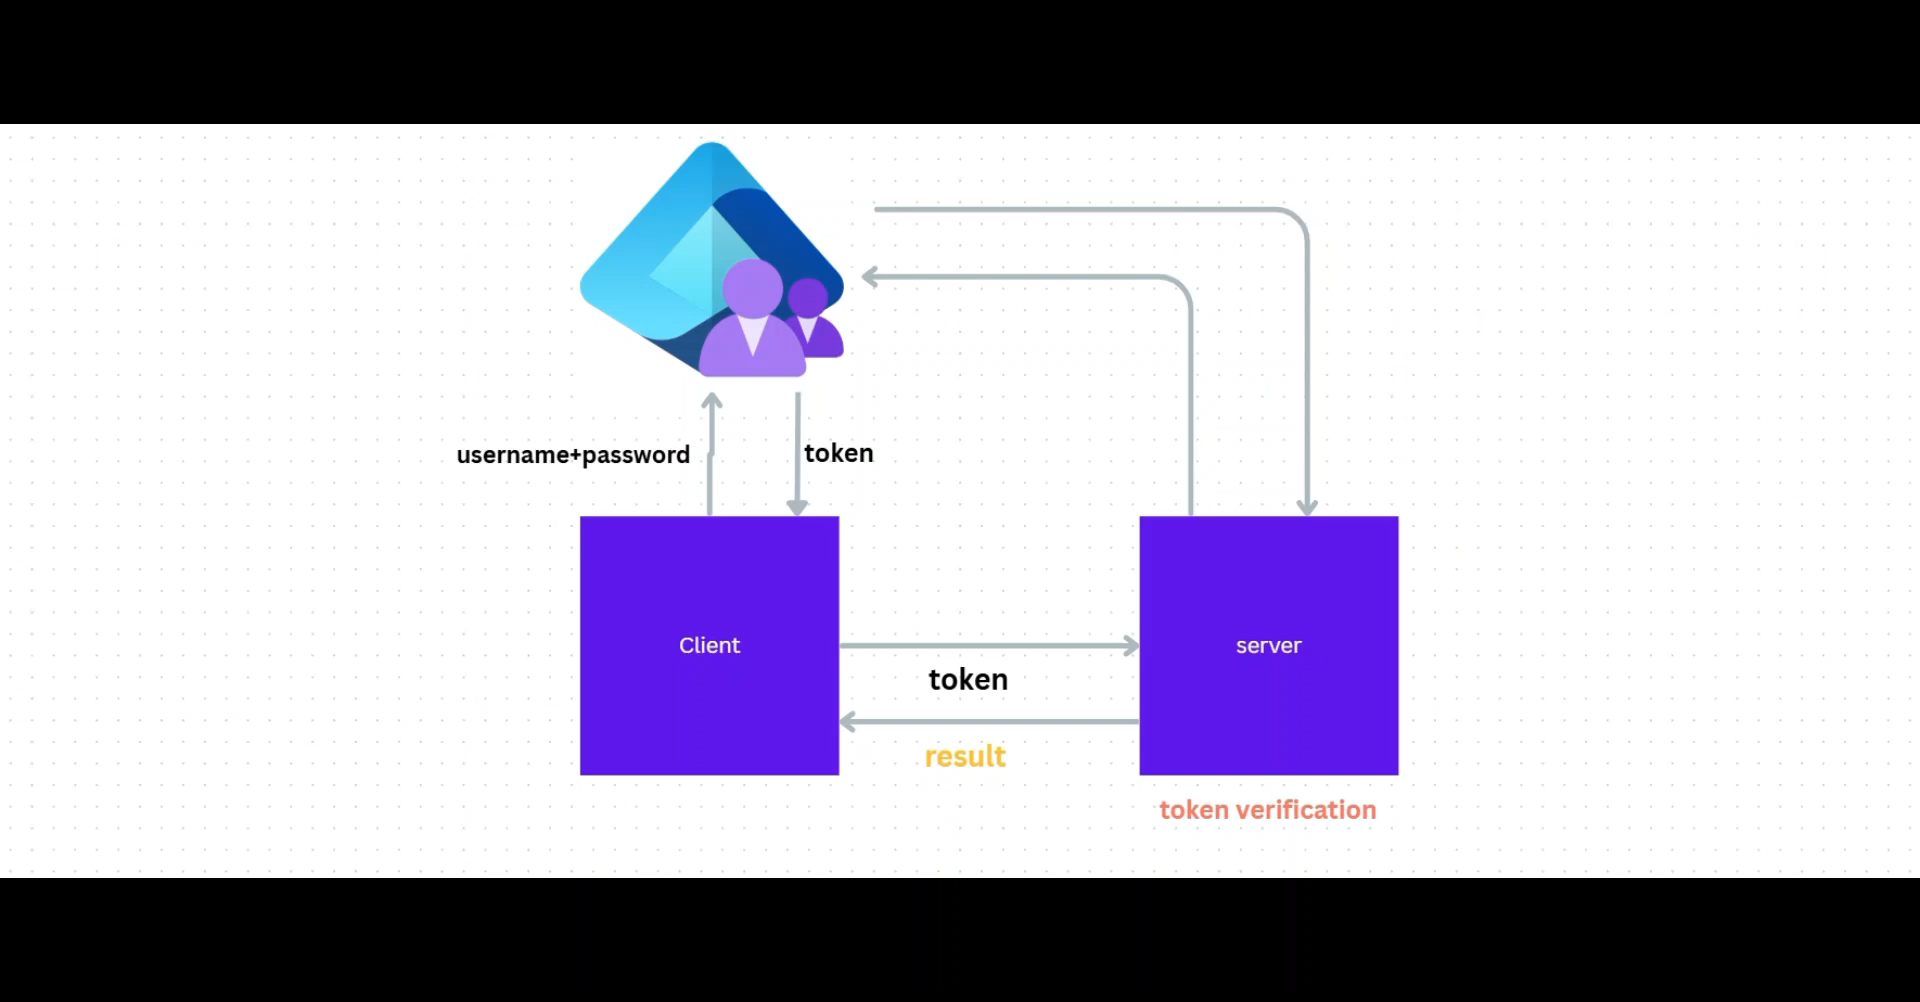 username+password
token
Client
server
token
result
token verification